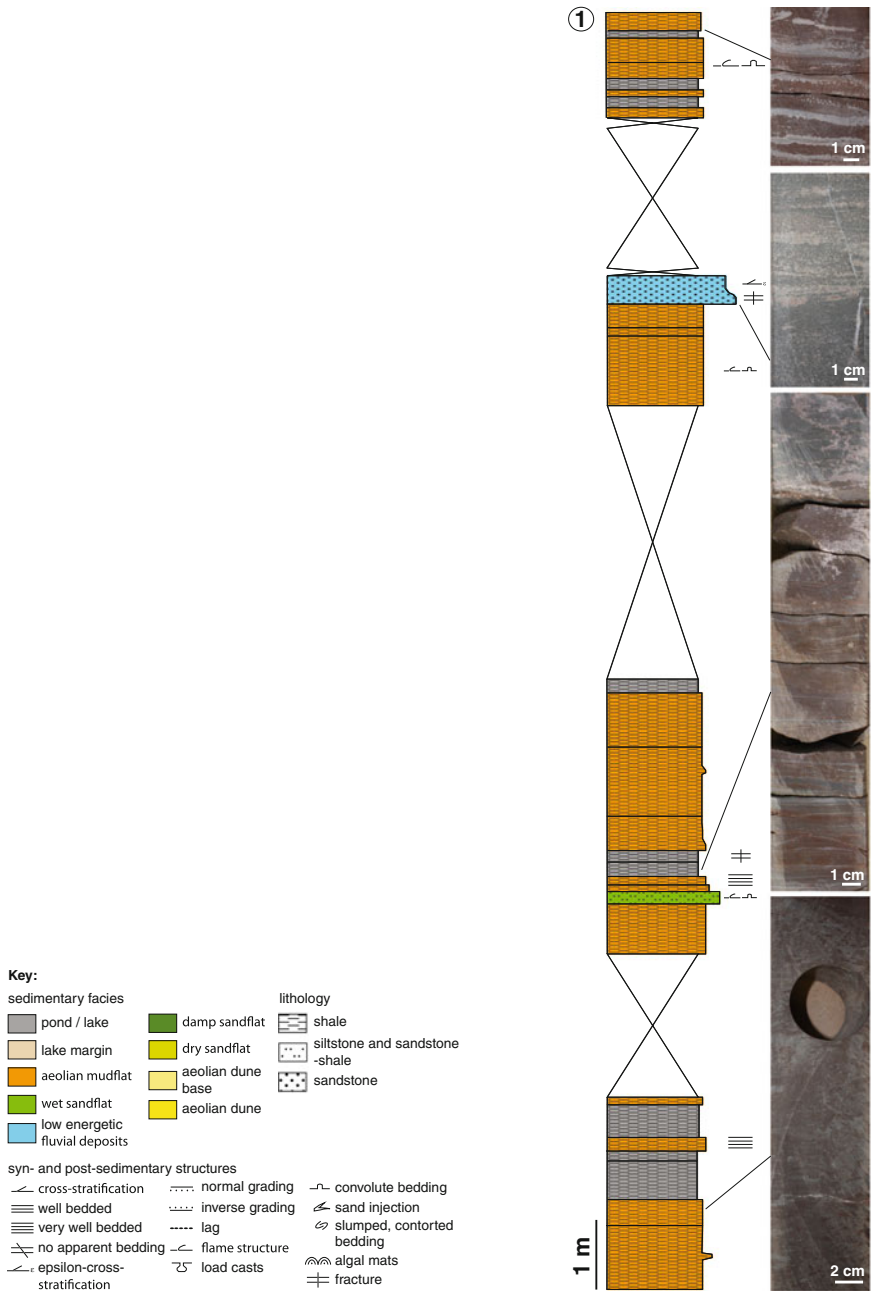 1
1 cm
1 cm
1 cm
2 cm
1 m
Key:
sedimentary facies
pond / lake
lake margin
aeolian mudflat
wet sandflat
low energetic
fluvial deposits
damp sandflat
dry sandflat
aeolian dune
base
aeolian dune
lithology
shale
siltstone and sandstone
-shale
sandstone
syn- and post-sedimentary structures
cross-stratification
well bedded
very well bedded
no apparent bedding
ε epsilon-cross-
stratification
normal grading
inverse grading
lag
flame structure
load casts
convolute bedding
sand injection
slumped, contorted
bedding
algal mats
fracture